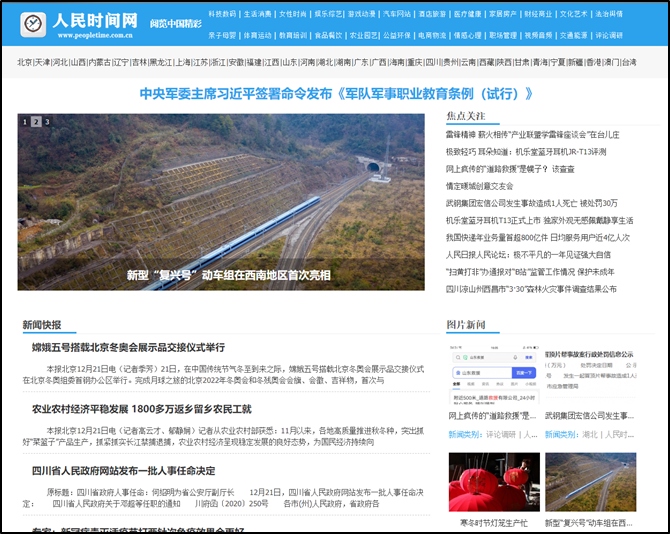 人民时间网
www.peopletime.com.cn
阅览中国精彩
科技数码 | 生活消费 | 女性时尚 | 娱乐综艺 | 游戏动漫 | 汽车网站 | 酒店旅游 | 医疗健康 | 家居房产 | 财经商业 | 文化艺术 | 法治舆情
亲子母婴 | 体育运动 | 教育培训 | 食品餐饮 | 农业园艺 | 公益环保 | 电商物流 | 情感心理 | 职场管理 | 视频音频 | 交通能源 | 评论调研
北京|天津|河北|山西|内蒙古|辽宁|吉林|黑龙江|上海|江苏|浙江|安徽|福建|江西|山东|河南|湖北|湖南|广东|广西|海南|重庆|四川|贵州|云南|西藏|陕西|甘肃|青海|宁夏|新疆|香港|澳门|台湾
中央军委主席习近平签署命令发布《军队军事职业教育条例（试行）》
1 2 3
新型“复兴号”动车组在西南地区首次亮相
焦点关注
雷锋精神 薪火相传"产业联盟学雷锋座谈会"在台儿庄
极致轻巧 耳朵知道：机乐堂蓝牙耳机JR-T13评测
网上疯传的"道路救援"是幌子？ 该查查
情定暖城创意交友会
武钢集团宏信公司发生事故造成1人死亡 被处罚30万
机乐堂蓝牙耳机T13正式上市 独家外观无感佩戴静享生活
我国快递年业务量首超800亿件 日均服务用户近4亿人次
人民日报人民论坛：极不平凡的一年见证强大自信
"扫黄打非"办通报对"B站"监管工作情况 保护未成年
四川凉山州西昌市"3·30"森林火灾事件调查结果公布
新闻快报
嫦娥五号搭载北京冬奥会展示品交接仪式举行
本报北京12月21日电（记者季芳）21日，在中国传统节气冬至到来之际，嫦娥五号搭载北京冬奥会展示品交接仪式
在北京冬奥组委首钢办公区举行。完成月球之旅的北京2022年冬奥会和冬残奥会会旗、会徽、吉祥物，首次与
农业农村经济平稳发展 1800多万返乡留乡农民工就
本报北京12月21日电（记者高云才、郁静娴）记者从农业农村部获悉：11月以来，各地高质量推进秋冬种，突出抓
好"菜篮子"产品生产，抓紧抓实长江禁捕退捕，农业农村经济呈现稳定发展的良好态势，为国民经济持续向
四川省人民政府网站发布一批人事任命决定
原标题：四川省政府人事任命：何绍明为省公安厅副厅长 12月21日，四川省人民政府网站发布一批人事任命决
定： 四川省人民政府关于邓超等任职的通知 川府函〔2020〕250号 各市(州)人民政府，省政府各
图片新闻
山东救援
附近500米_道路救援有限公司_24小时
网上疯传的"道路救援"是...
新闻类别：评论调研 | 人...
武钢集团宏信公司发生事...
新闻类别：湖北 | 人民时...
寒冬时节灯笼生产忙
新型"复兴号"动车组在西...